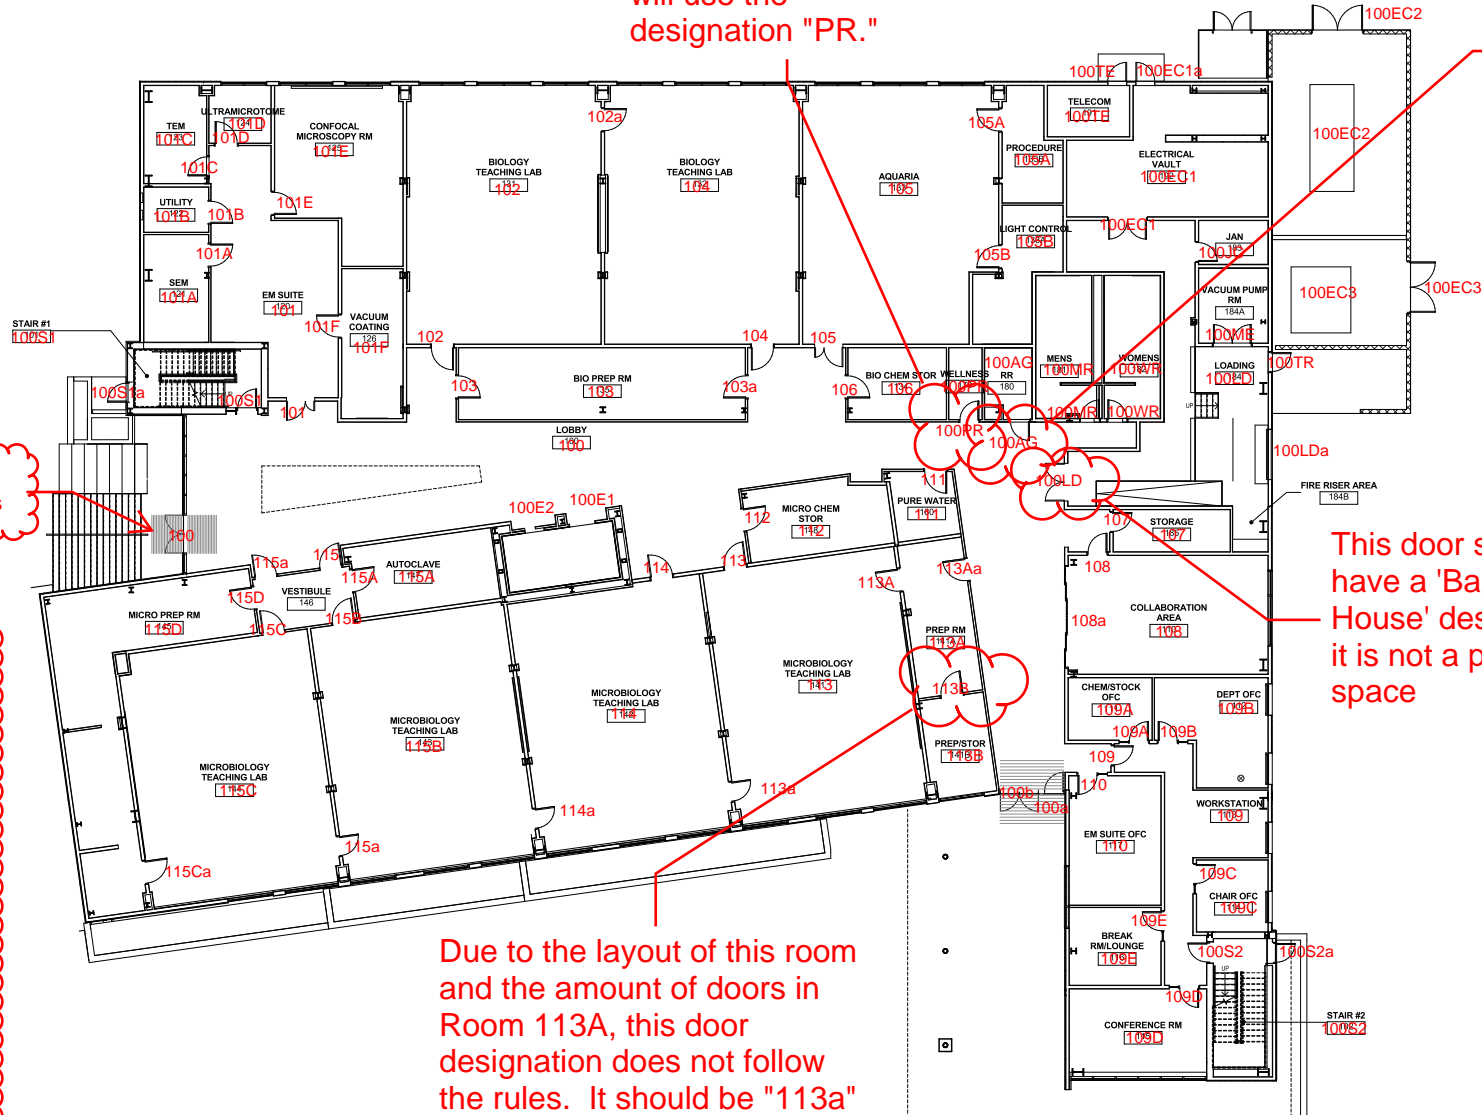 will use the
designation "PR."
100EC2
100TE
100EC1a
TELECOM
100TE
ULTRAMICROTOME
101D
101D
TEM
101C
101C
CONFOCAL
MICROSCOPY RM
101E
102a
105A
PROCEDURE
105A
100EC2
BIOLOGY
TEACHING LAB
102
BIOLOGY
TEACHING LAB
104
AQUARIA
105
ELECTRICAL
VAULT
100EC1
UTILITY
101B
101B
101E
LIGHT CONTROL
105B
100EC1
JAN
100JC
101A
105B
SEM
101A
EM SUITE
101
101F
VACUUM
COATING
126
101F
VACUUM PUMP
RM
184A
100ME
100EC3
100EC3
STAIR #1
100S1
102
104
105
100AG
MENS
100MR
WOMENS
100WR
LOADING
100LD
100TR
100S1a
100S1
101
103
BIO PREP RM
103
103a
106
BIO CHEM STOR
106
WELLNESS
100PR
RR
180
100MR
100WR
UP
LOBBY
100
100PR
100AG
100LDa
100LD
111
FIRE RISER AREA
184B
PURE WATER
111
100E2
100E1
MICRO CHEM
STOR
112
112
107
STORAGE
107
100
115a
115
AUTOCLAVE
115A
115A
114
113
113A
113Aa
108
This door s
have a 'Ba
House' des
it is not a p
space
VESTIBULE
146
115D
115C
115B
MICRO PREP RM
115D
COLLABORATION
AREA
108
108a
PREP RM
113A
113B
MICROBIOLOGY
TEACHING LAB
113
MICROBIOLOGY
TEACHING LAB
114
MICROBIOLOGY
TEACHING LAB
115B
MICROBIOLOGY
TEACHING LAB
115C
CHEM/STOCK
OFC
109A
109A
DEPT OFC
109B
109B
PREP/STOR
113B
109
110
100b
100a
113a
114a
115a
115Ca
WORKSTATION
109
EM SUITE OFC
110
109C
CHAIR OFC
109C
109E
BREAK
RM/LOUNGE
109E
100S2
100S2a
UP
109D
CONFERENCE RM
109D
STAIR #2
100S2
Due to the layout of this room
and the amount of doors in
Room 113A, this door
designation does not follow
the rules.  It should be "113a"